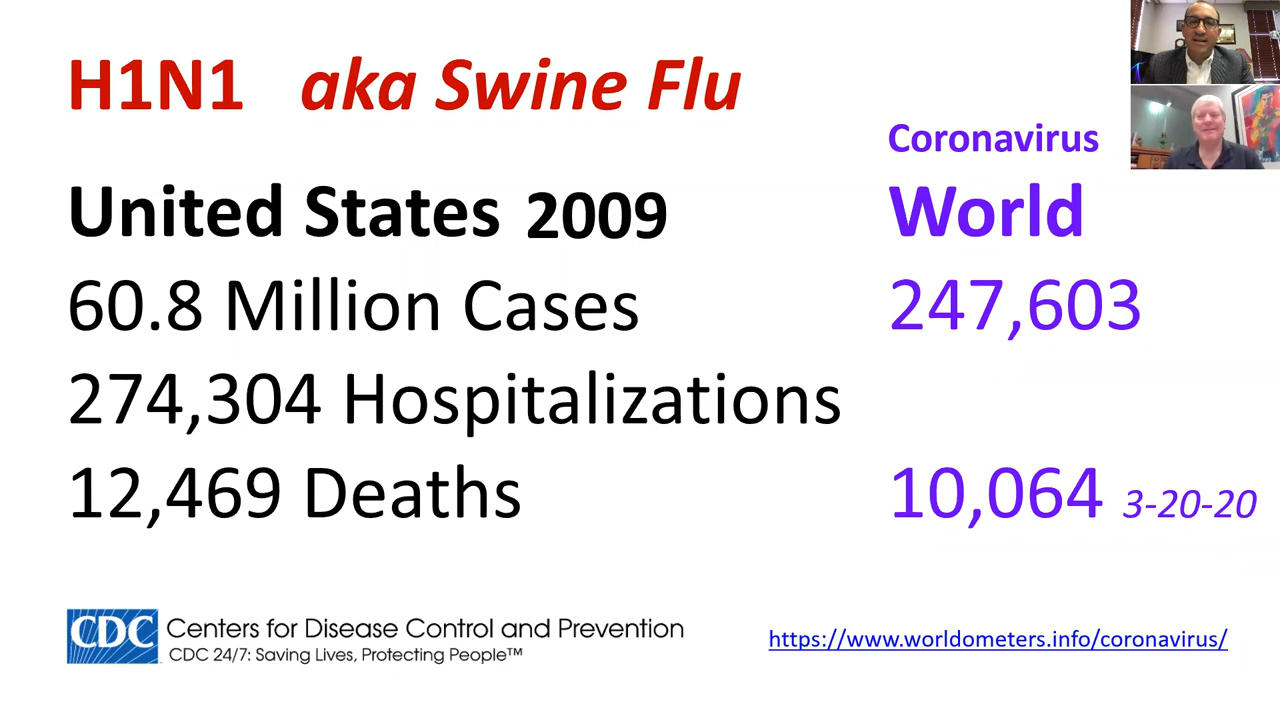 H1N1 aka Swine Flu
Coronavirus
United States 2009 World
60.8 Million Cases 247,603
274,304 Hospitalizations
12,469 Deaths 10,064 3-20-20
CDC Centers for Disease Control and Prevention
CDC 24/7: Saving Lives, Protecting People™
https://www.worldometers.info/coronavirus/